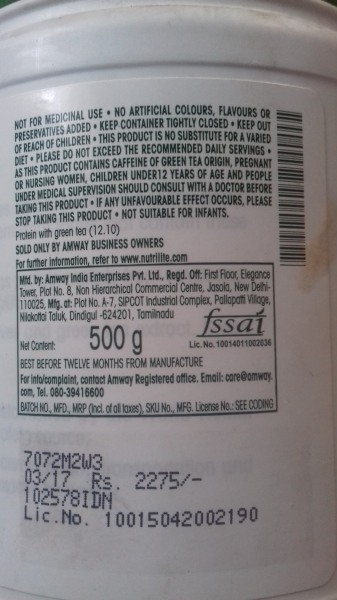 NOT FOR MEDICINAL USE • NO ARTIFICIAL COLOURS, FLAVOURS OR
PRESERVATIVES ADDED • KEEP CONTAINER TIGHTLY CLOSED • KEEP OUT
OF REACH OF CHILDREN • THIS PRODUCT IS NO SUBSTITUTE FOR A VARIED
DIET • PLEASE DO NOT EXCEED THE RECOMMENDED DAILY SERVINGS •
AS THIS PRODUCT CONTAINS CAFFEINE OF GREEN TEA ORIGIN, PREGNANT
OR NURSING WOMEN, CHILDREN UNDER12 YEARS OF AGE AND PEOPLE
UNDER MEDICAL SUPERVISION SHOULD CONSULT WITH A DOCTOR BEFORE
TAKING THIS PRODUCT • IF ANY UNFAVOURABLE EFFECT OCCURS, PLEASE
STOP TAKING THIS PRODUCT • NOT SUITABLE FOR INFANTS.
Protein with green tea (12.10)
SOLD ONLY BY AMWAY BUSINESS OWNERS
For further information, refer to www.nutrilite.com
Mfd. by: Amway India Enterprises Pvt. Ltd., Regd. Off: First Floor, Elegance
Tower, Plot No. 8, Non Hierarchical Commercial Centre, Jasola, New Delhi-
110025, Mfg. at: Plot No. A-7, SIPCOT Industrial Complex, Pallapatti Village,
Nilakottai Taluk, Dindigul -624201, Tamilnadu
fssai
Net Content: 500 g Lic. No. 10014011002036
BEST BEFORE TWELVE MONTHS FROM MANUFACTURE
For info/complaint, contact Amway Registered office. Email: care@amway.
com, Tel. 080-39416600
BATCH NO., MFD., MRP (Incl. of all taxes), SKU No., MFG. License No.: SEE CODING
7072M2W3
03/17 Rs. 2275/-
102578IDN
Lic.No. 10015042002190